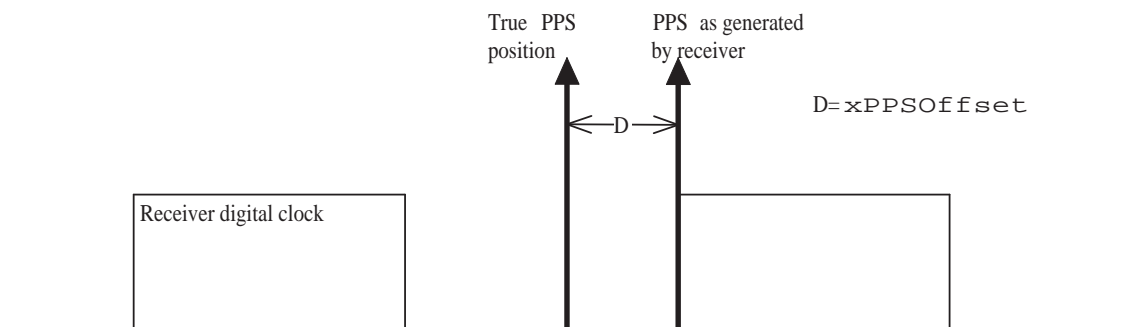 True PPS
position
PPS as generated
by receiver
D=xPPSOffset
D
Receiver digital clock